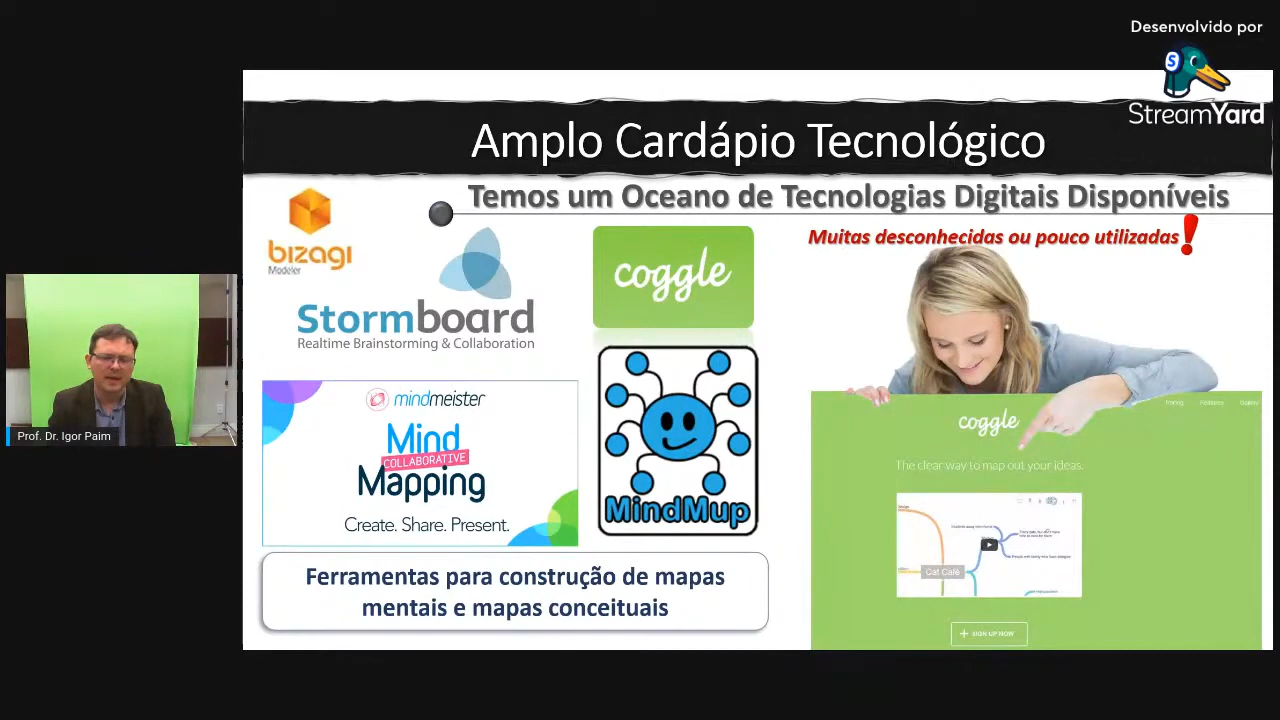 Desenvolvido por
StreamYard
Amplo Cardápio Tecnológico
Temos um Oceano de Tecnologias Digitais Disponíveis
Muitas desconhecidas ou pouco utilizadas!
bizagi
Modeler
Stormboard
Realtime Brainstorming & Collaboration
coggle
mindmeister
Mind
COLLABORATIVE
Mapping
Create. Share. Present.
MindMup
Ferramentas para construção de mapas
mentais e mapas conceituais
Features
coggle
The clear way to map out your ideas.
Cat Café
SIGN UP NOW
Prof. Dr. Igor Paim